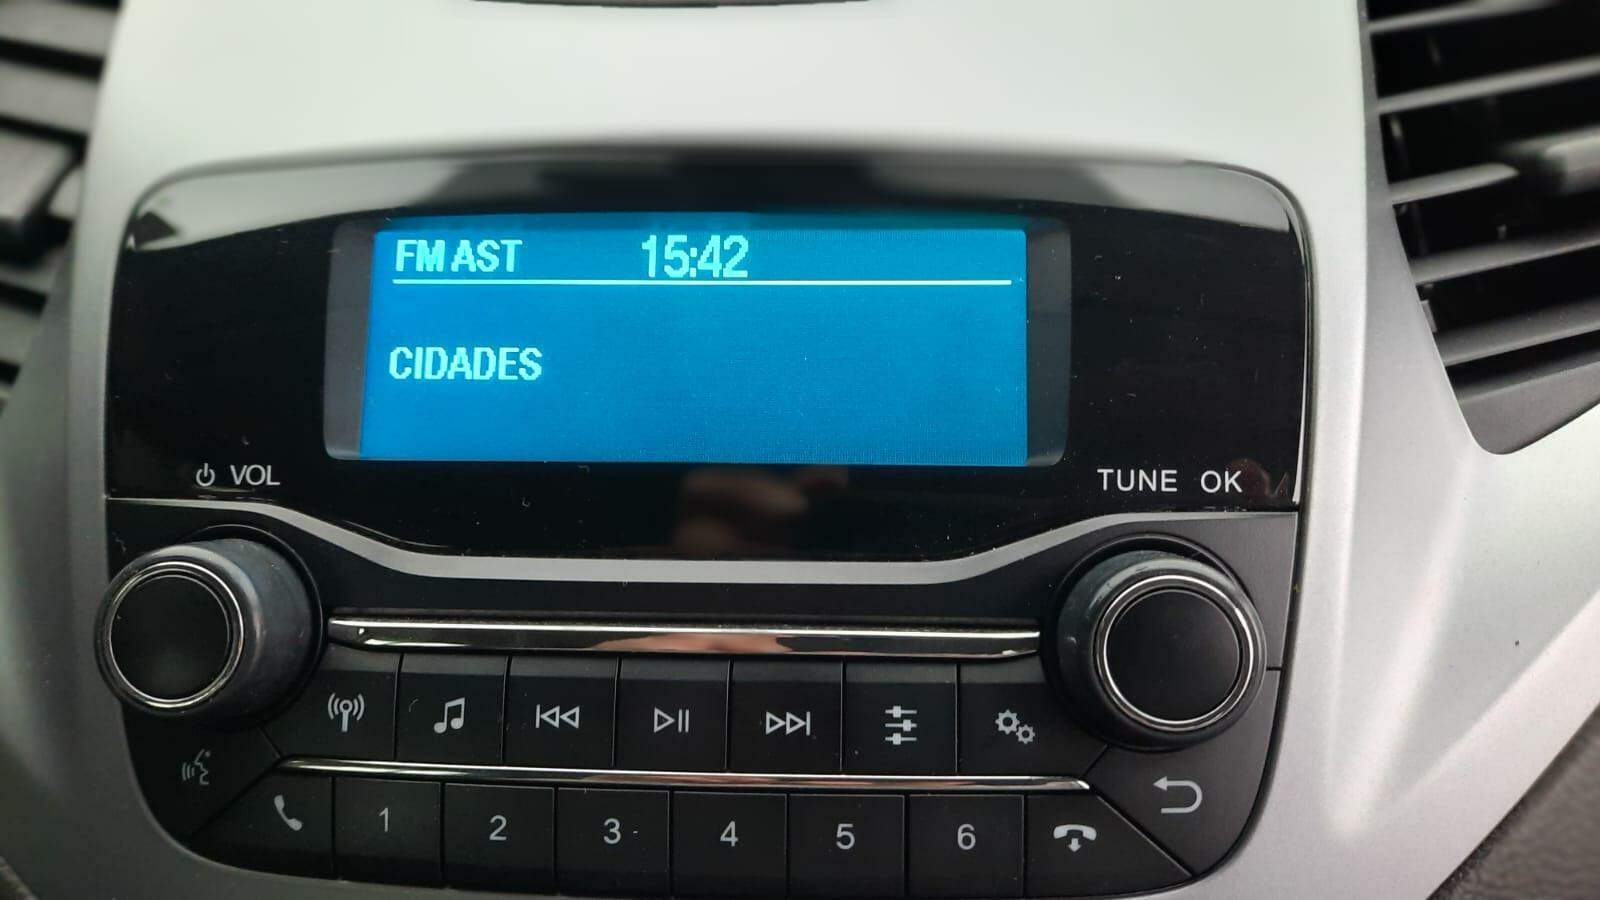 FM AST 15:42
CIDADES
VOL
TUNE OK
1 2 3 4 5 6